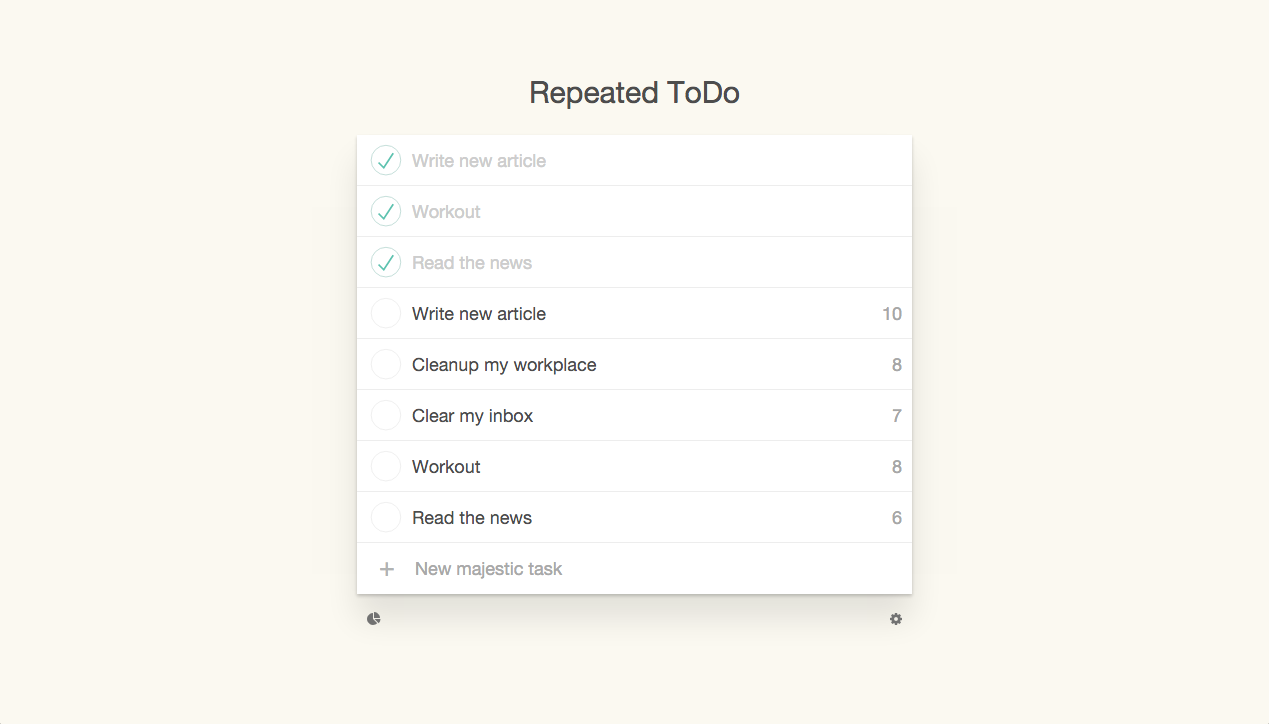 Repeated ToDo
Write new article
Workout
Read the news
Write new article 10
Cleanup my workplace 8
Clear my inbox 7
Workout 8
Read the news 6
+ New majestic task